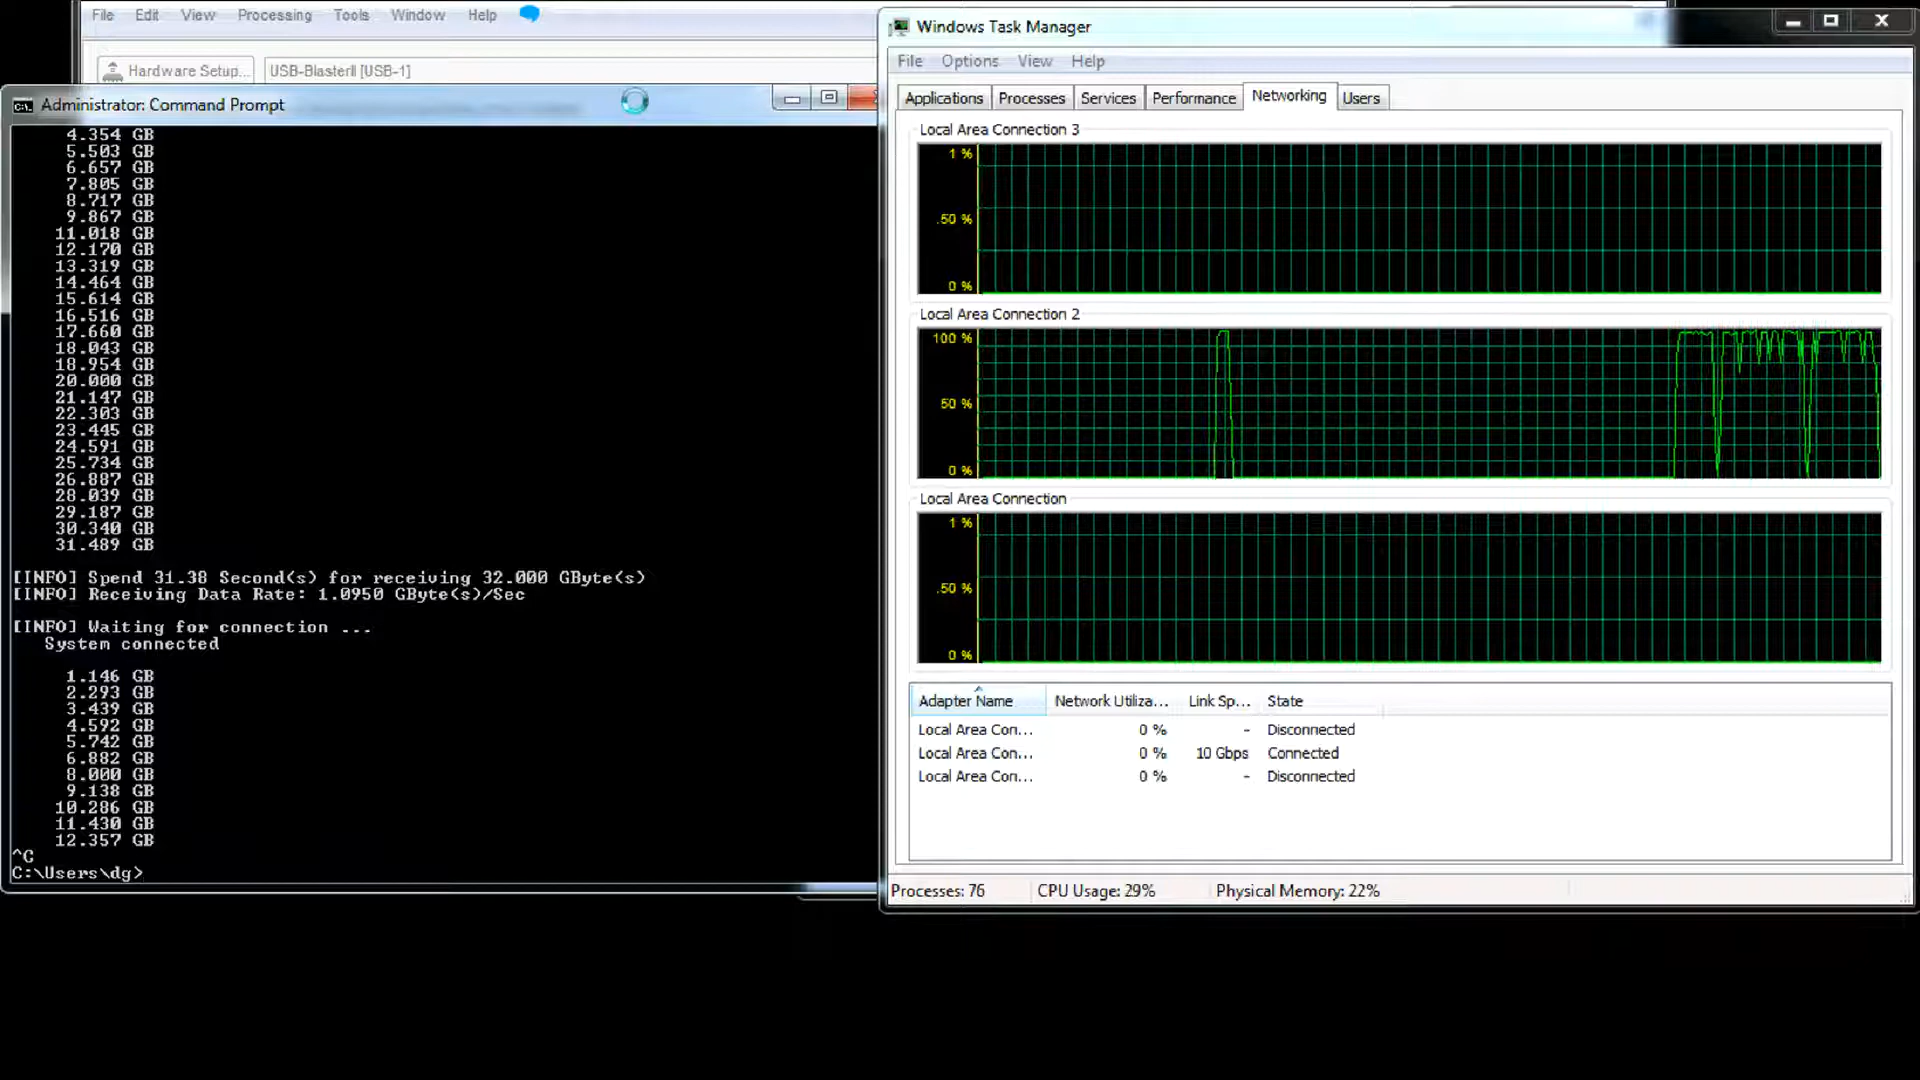 File Edit View Processing Tools Window Help
Hardware Setup... USB-BlasterII [USB-1]
Administrator: Command Prompt
4.354 GB
5.503 GB
6.657 GB
7.805 GB
8.717 GB
9.867 GB
11.018 GB
12.170 GB
13.319 GB
14.464 GB
15.614 GB
16.516 GB
17.660 GB
18.043 GB
18.954 GB
20.000 GB
21.147 GB
22.303 GB
23.445 GB
24.591 GB
25.734 GB
26.887 GB
28.039 GB
29.187 GB
30.340 GB
31.489 GB
[INFO] Spend 31.38 Second(s) for receiving 32.000 GByte(s)
[INFO] Receiving Data Rate: 1.0950 GByte(s)/Sec
[INFO] Waiting for connection ...
System connected
1.146 GB
2.293 GB
3.439 GB
4.592 GB
5.742 GB
6.882 GB
8.000 GB
9.138 GB
10.286 GB
11.430 GB
12.357 GB
^C
C:\Users\dg>
Windows Task Manager
File Options View Help
Applications Processes Services Performance Networking Users
Local Area Connection 3
1 %
.50 %
0 %
Local Area Connection 2
100 %
50 %
0 %
Local Area Connection
1 %
.50 %
0 %
Adapter Name Network Utiliza... Link Sp... State
Local Area Con... 0 % - Disconnected
Local Area Con... 0 % 10 Gbps Connected
Local Area Con... 0 % - Disconnected
Processes: 76 CPU Usage: 29% Physical Memory: 22%